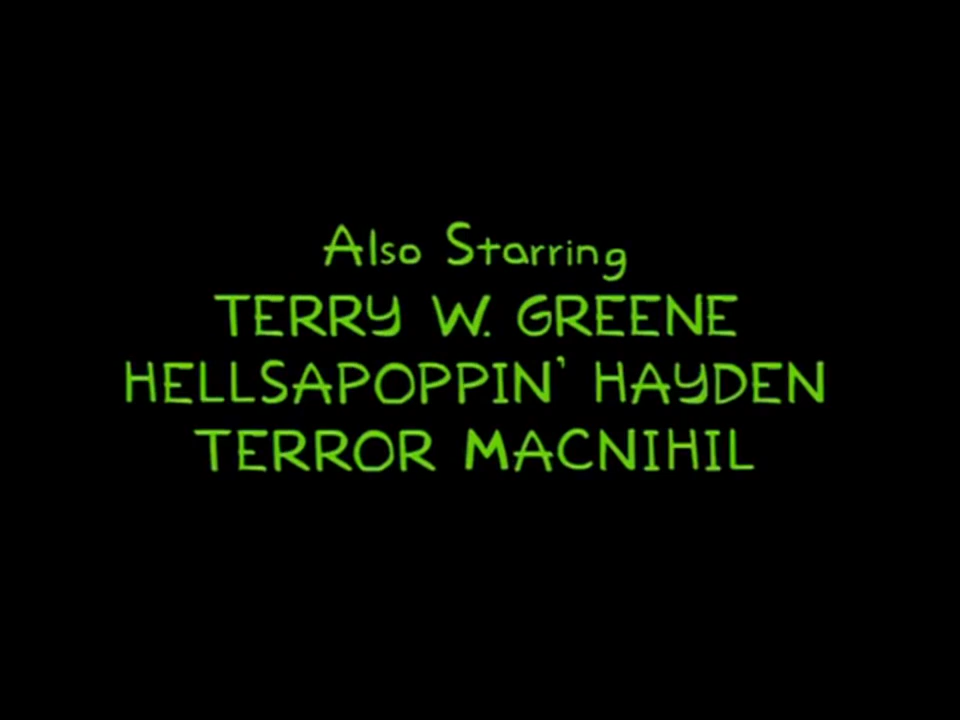 Also Starring
TERRY W. GREENE
HELLSAPOPPIN' HAYDEN
TERROR MACNIHIL